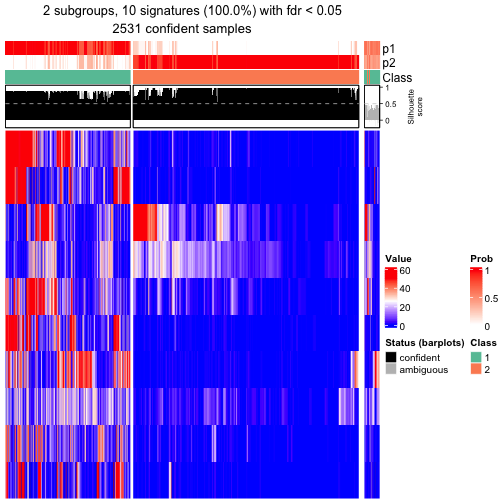 2 subgroups, 10 signatures (100.0%) with fdr < 0.05
2531 confident samples
p1
p2
Class
1
0.5
0
Silhouette
score
Value
60
40
20
0
Prob
1
0.5
0
Status (barplots)
confident
ambiguous
Class
1
2